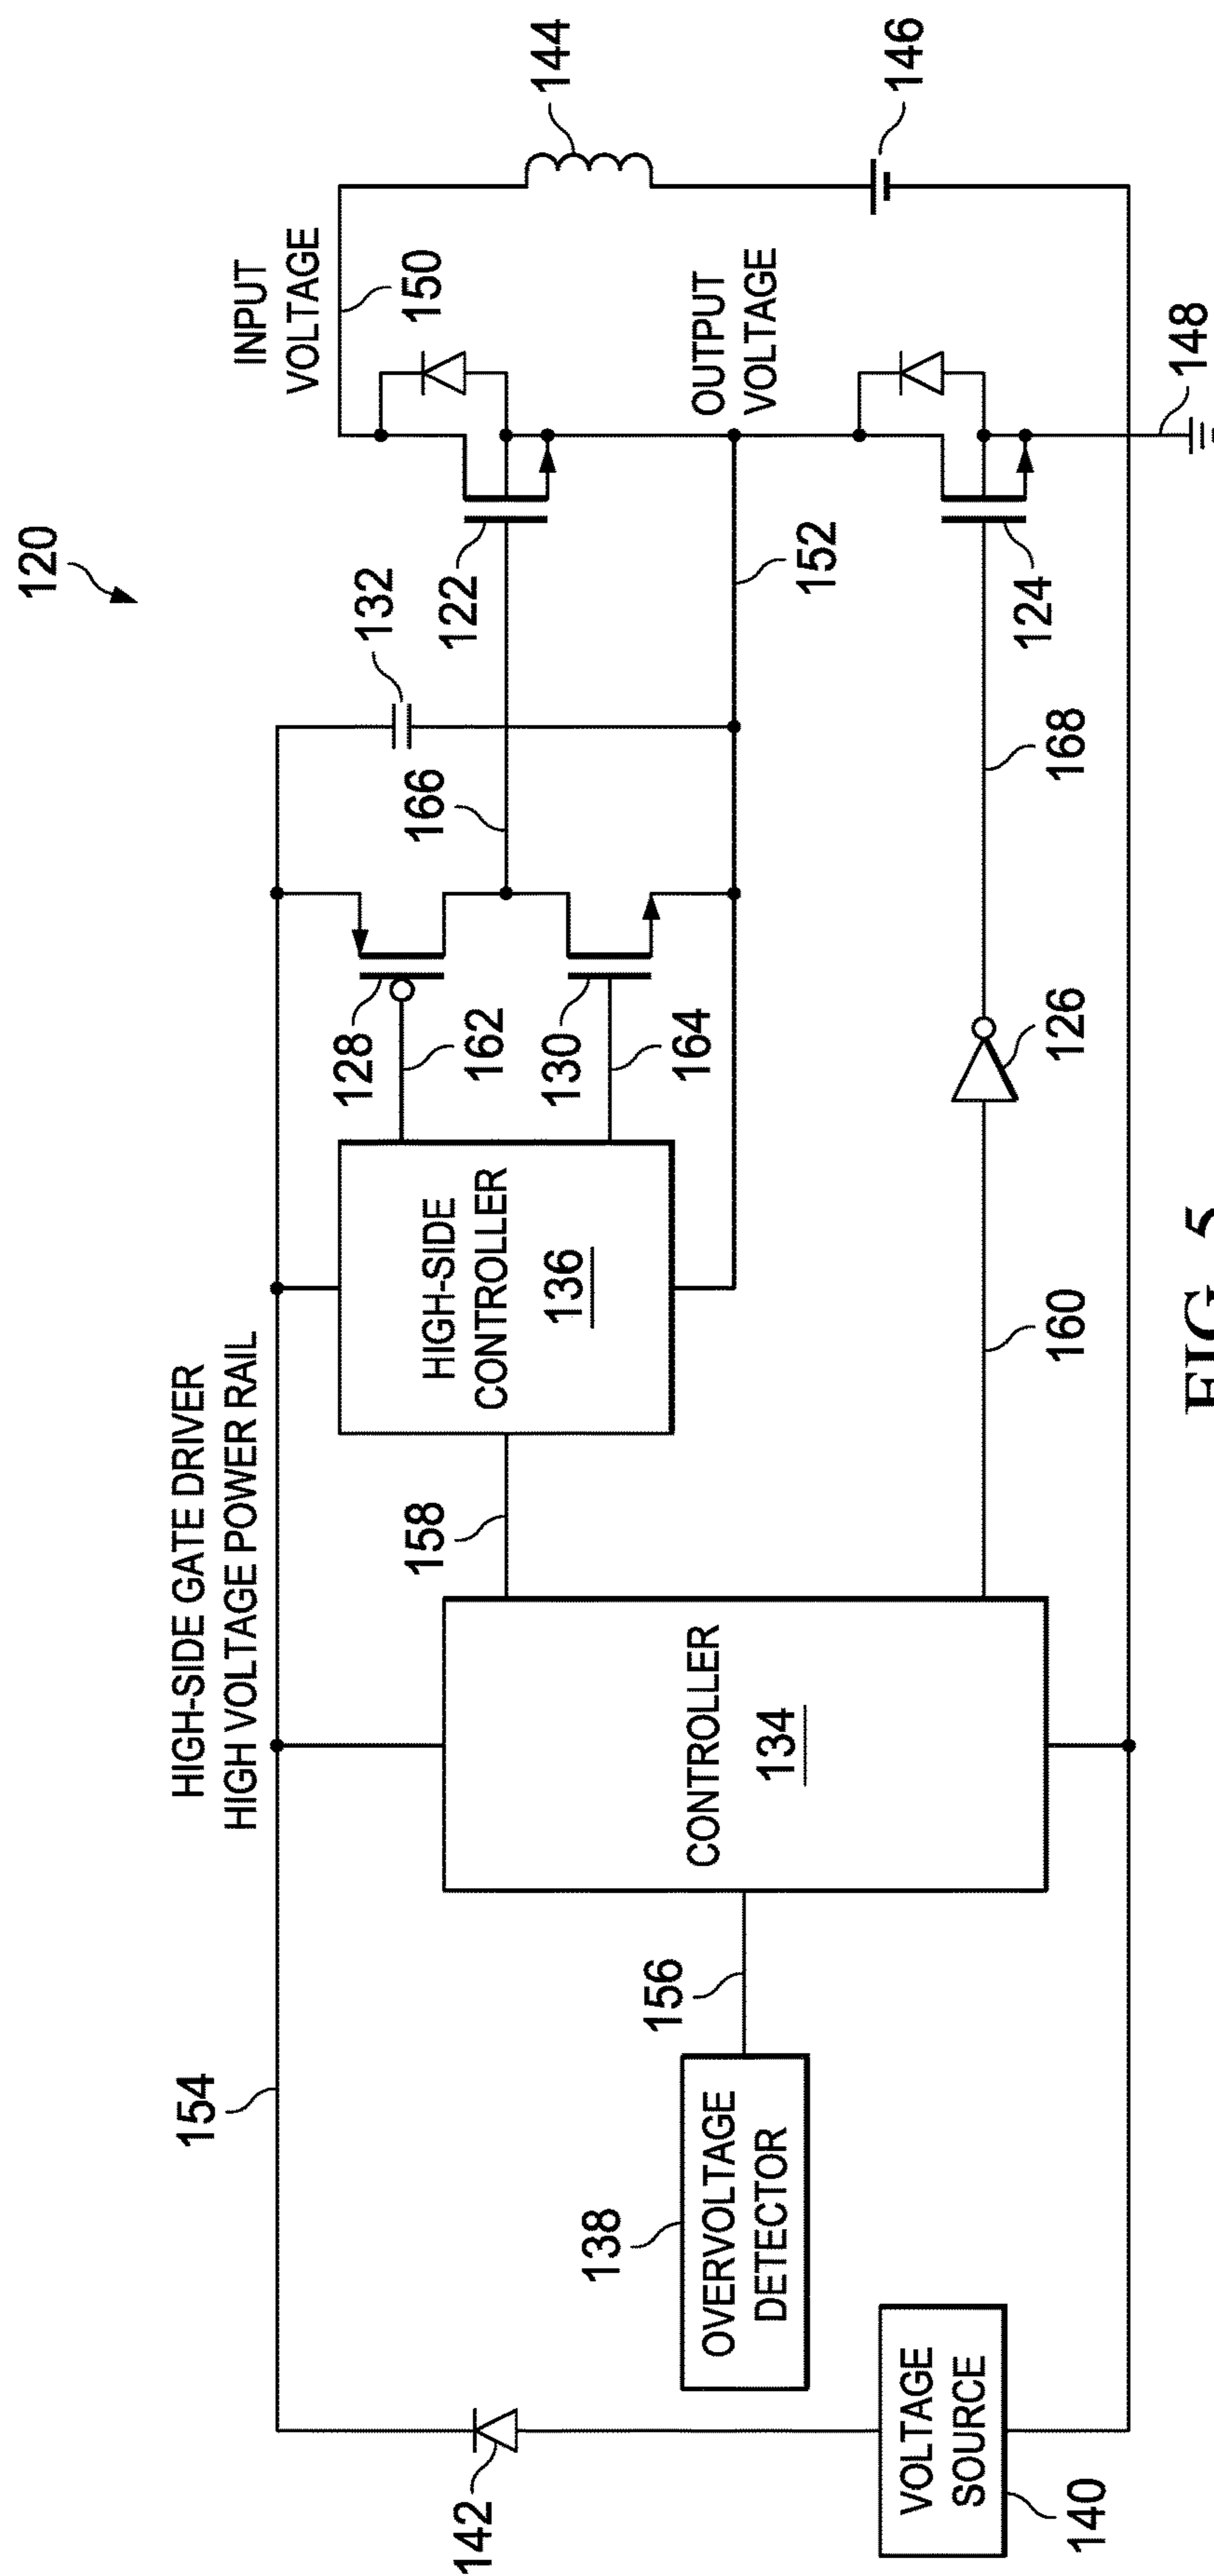 120
HIGH-SIDE GATE DRIVER
HIGH VOLTAGE POWER RAIL
154
INPUT
VOLTAGE
150
144
132
122
166
128
162
130
164
HIGH-SIDE
CONTROLLER
136
158
142
156
138
OVERVOLTAGE
DETECTOR
CONTROLLER
134
OUTPUT
VOLTAGE
152
146
VOLTAGE
SOURCE
140
160
126
168
124
148
FIG. 5